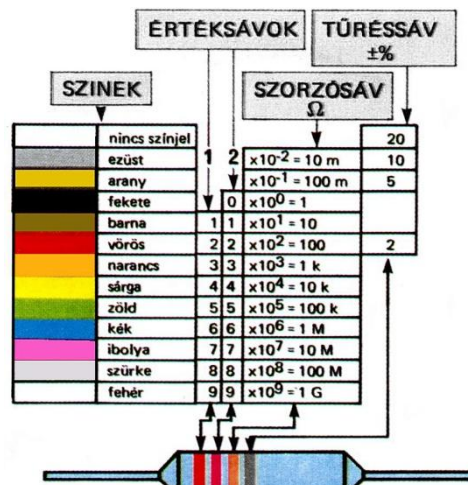 ÉRTÉKSÁVOK TŰRÉSSÁV
±%
SZINEK SZORZÓSÁV
Ω
nincs színjel 1 2 20
ezüst x10-2 = 10 m 10
arany x10-1 = 100 m 5
fekete 0 x100 = 1
barna 1 1 x101 = 10
vörös 2 2 x102 = 100 2
narancs 3 3 x103 = 1 k
sárga 4 4 x104 = 10 k
zöld 5 5 x105 = 100 k
kék 6 6 x106 = 1 M
ibolya 7 7 x107 = 10 M
szürke 8 8 x108 = 100 M
fehér 9 9 x109 = 1 G